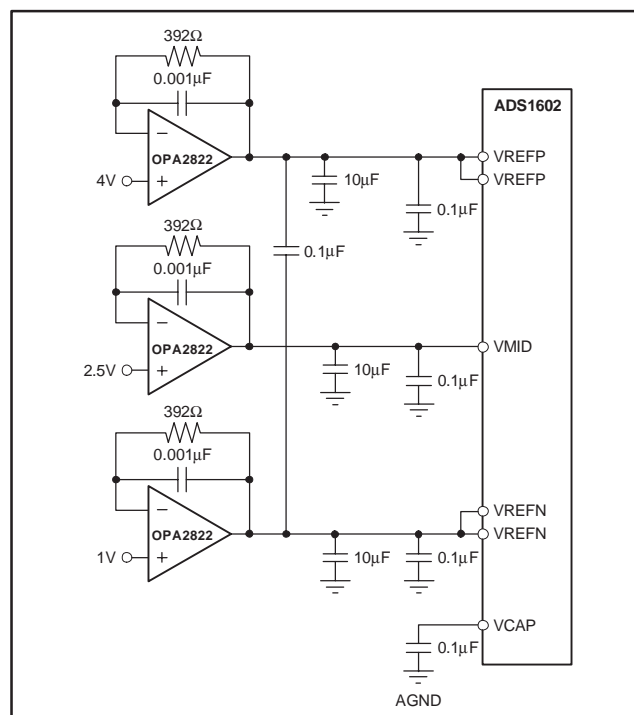 392Ω
0.001µF
ADS1602
OPA2822
VREFP
4V
10µF
VREFP
0.1µF
392Ω
0.1µF
0.001µF
OPA2822
VMID
2.5V
10µF
0.1µF
392Ω
0.001µF
VREFN
OPA2822
VREFN
1V
10µF
0.1µF
VCAP
0.1µF
AGND